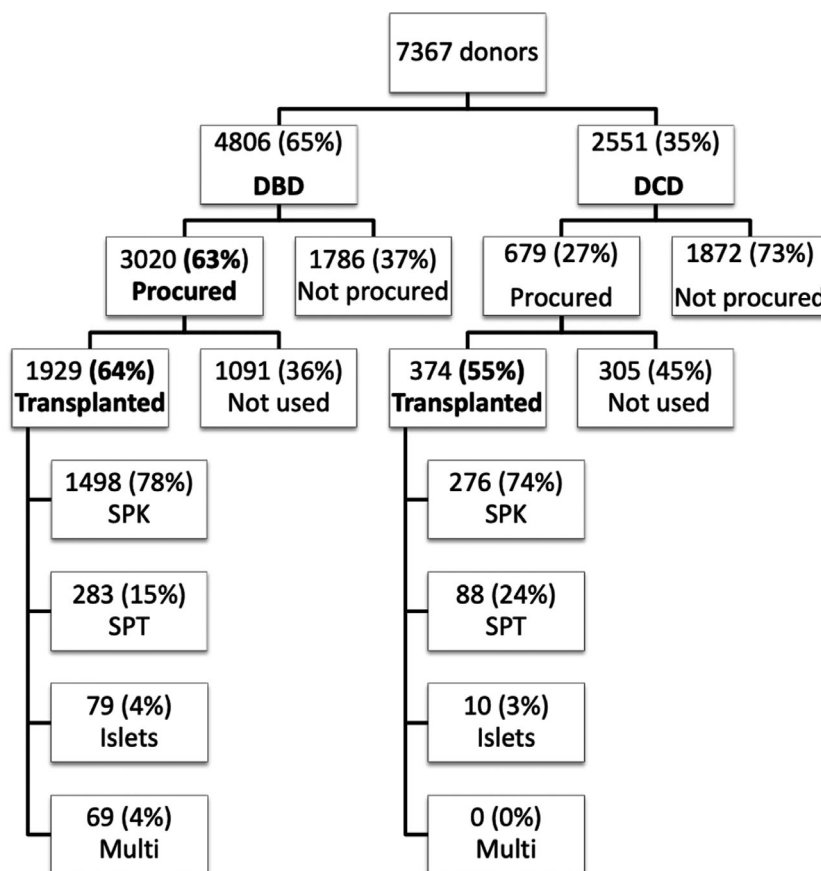 7367 donors
4806 (65%)
DBD
2551 (35%)
DCD
3020 (63%)
Procured
1786 (37%)
Not procured
679 (27%)
Procured
1872 (73%)
Not procured
1929 (64%)
Transplanted
1091 (36%)
Not used
374 (55%)
Transplanted
305 (45%)
Not used
1498 (78%)
SPK
276 (74%)
SPK
283 (15%)
SPT
88 (24%)
SPT
79 (4%)
Islets
10 (3%)
Islets
69 (4%)
Multi
0 (0%)
Multi